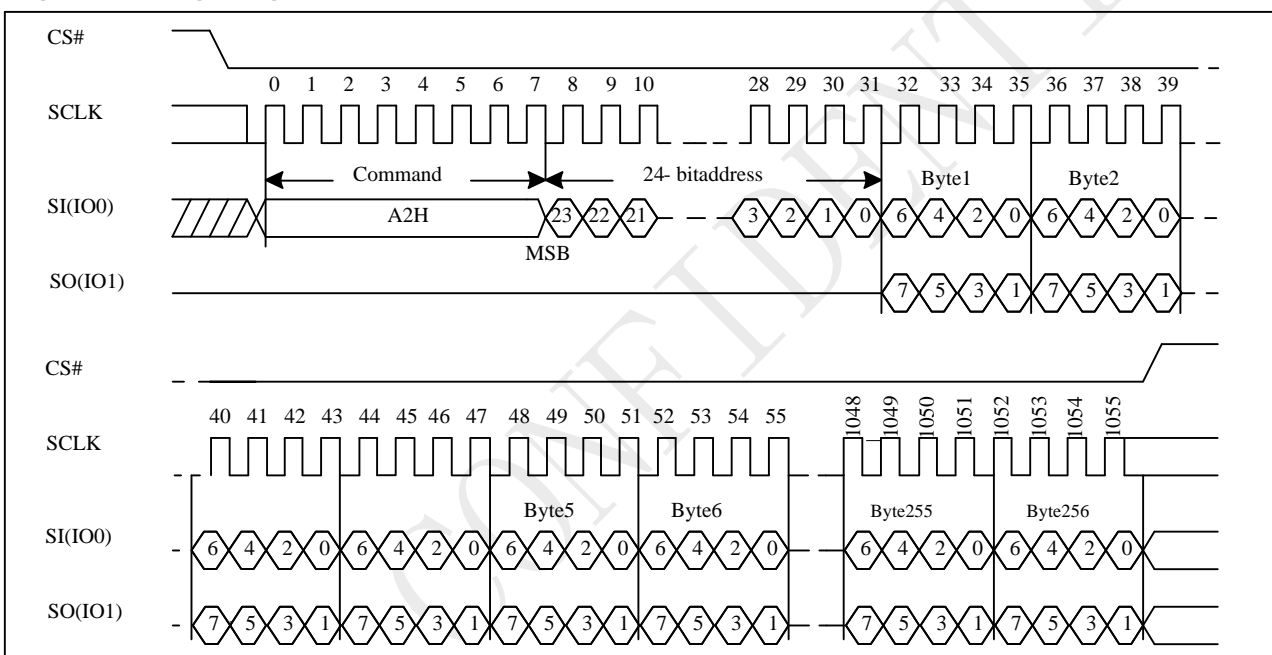 CS#
0 1 2 3 4 5 6 7 8 9 10 28 29 30 31 32 33 34 35 36 37 38 39
SCLK
Command 24- bitaddress Byte1 Byte2
SI(IO0) A2H 23 22 21 3 2 1 0 6 4 2 0 6 4 2 0
MSB
SO(IO1) 7 5 3 1 7 5 3 1
CS#
40 41 42 43 44 45 46 47 48 49 50 51 52 53 54 55 1048 1049 1050 1051 1052 1053 1054 1055
SCLK
Byte5 Byte6 Byte255 Byte256
SI(IO0) 6 4 2 0 6 4 2 0 6 4 2 0 6 4 2 0 6 4 2 0 6 4 2 0
SO(IO1) 7 5 3 1 7 5 3 1 7 5 3 1 7 5 3 1 7 5 3 1 7 5 3 1
CONFIDENT